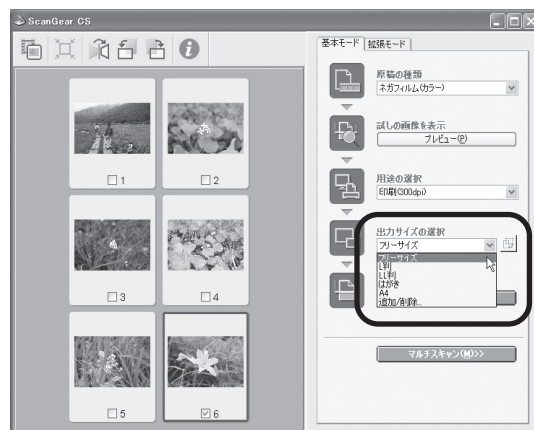 ScanGear CS
基本モード 拡張モード
原稿の種類
ネガフィルム(カラー)
試しの画像を表示
プレビュー(P)
用途の選択
印刷(300dpi)
出力サイズの選択
フリーサイズ
フリーサイズ
L判
LL判
はがき
A4
追加/削除...
マルチスキャン(M)>>>
1
2
3
4
5
6